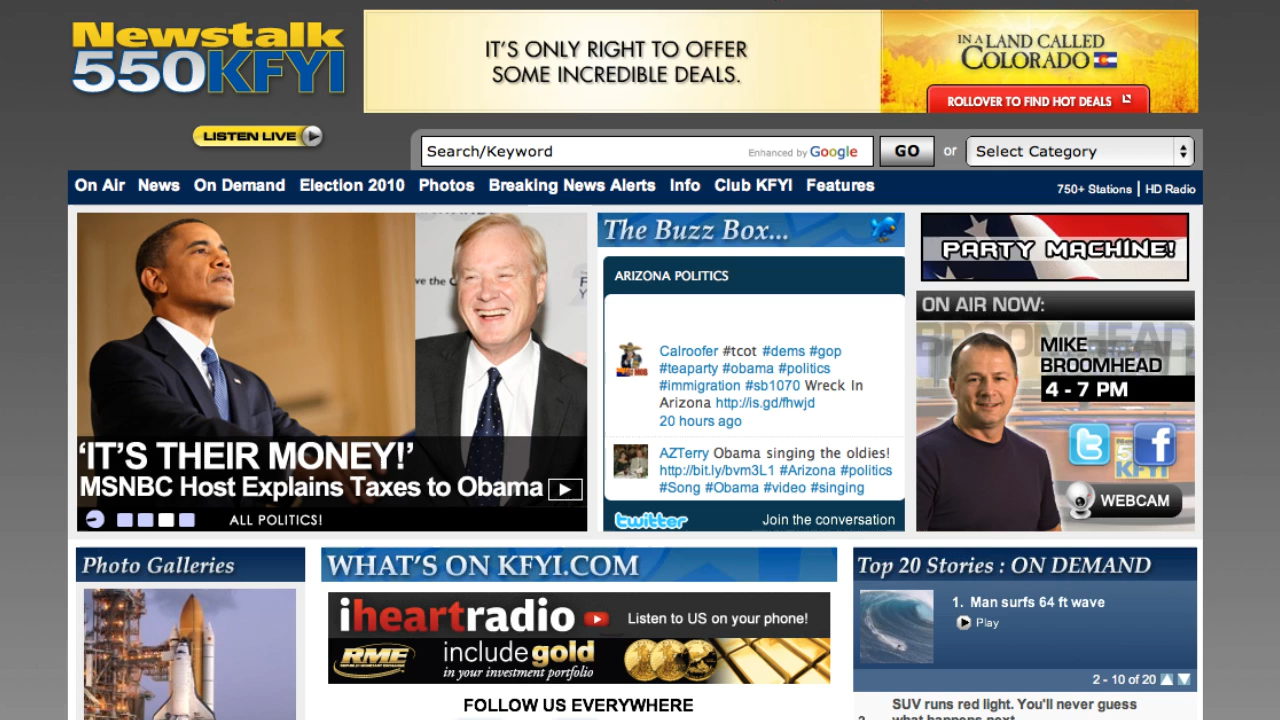 Newstalk
550KFYI
IT'S ONLY RIGHT TO OFFER
SOME INCREDIBLE DEALS.
IN A LAND CALLED
COLORADO
ROLLOVER TO FIND HOT DEALS
LISTEN LIVE
Search/Keyword
Enhanced by Google
GO
or
Select Category
On Air News On Demand Election 2010 Photos Breaking News Alerts Info Club KFYI Features
750+ Stations | HD Radio
'IT'S THEIR MONEY!'
MSNBC Host Explains Taxes to Obama
ALL POLITICS!
ve the C
The Buzz Box...
ARIZONA POLITICS
Calroofer #tcot #dems #gop
#teaparty #obama #politics
#immigration #sb1070 Wreck In
Arizona http://is.gd/fhwjd
20 hours ago
AZTerry Obama singing the oldies!
http://bit.ly/bvm3L1 #Arizona #politics
#Song #Obama #video #singing
twitter
Join the conversation
PARTY MACHINE!
ON AIR NOW:
BROOMHEAD
MIKE
BROOMHEAD
4 - 7 PM
t
f
KFYI
WEBCAM
Photo Galleries
WHAT'S ON KFYI.COM
iheartradio
Listen to US on your phone!
RME
include gold
in your investment portfolio
FOLLOW US EVERYWHERE
Top 20 Stories : ON DEMAND
1. Man surfs 64 ft wave
Play
2 - 10 of 20
SUV runs red light. You'll never guess
what happens next